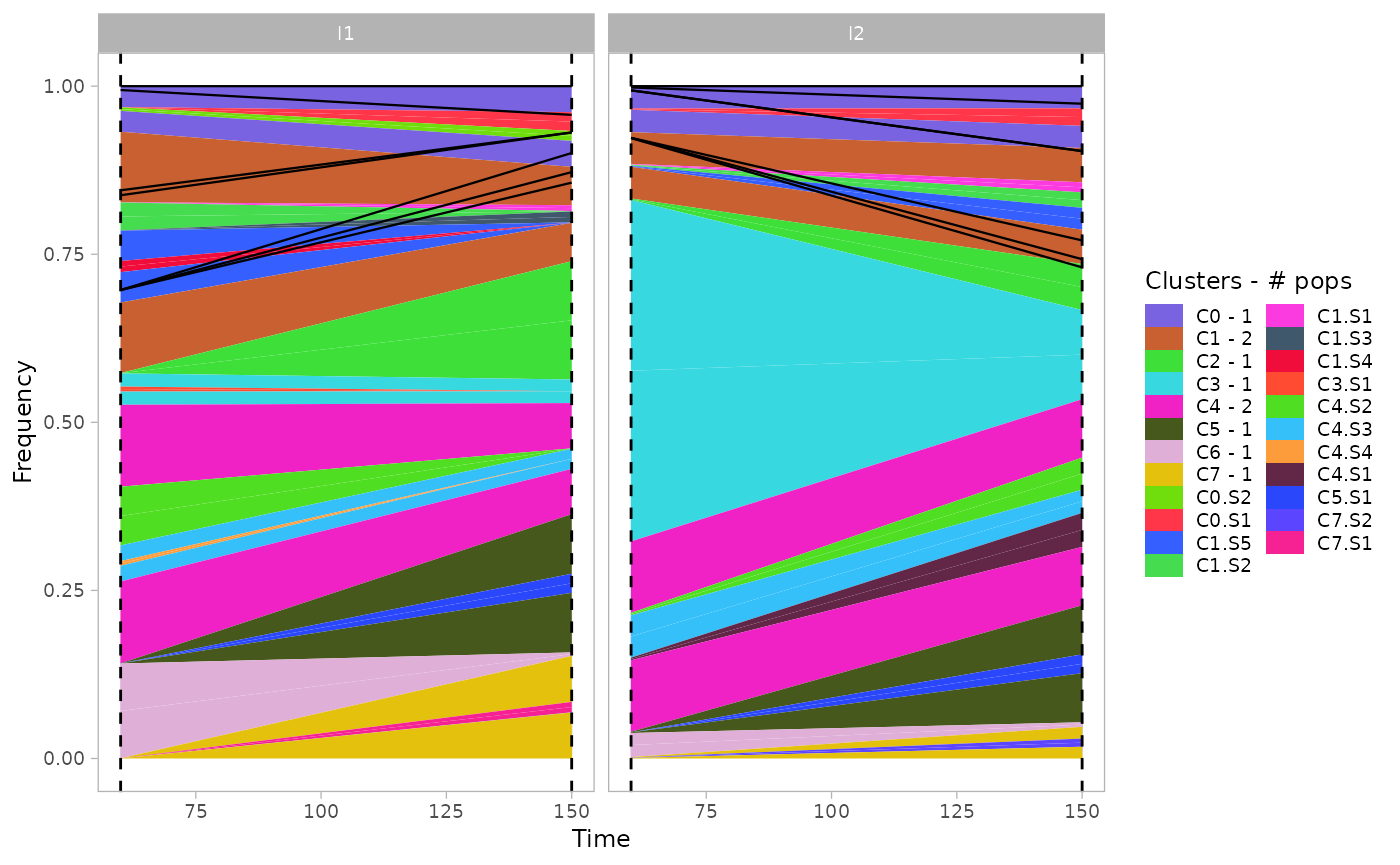 I1
I2
1.00
0.75
0.50
0.25
0.00
Frequency
75
100
125
150
75
100
125
150
Time
Clusters - # pops
C0 - 1
C1 - 2
C2 - 1
C3 - 1
C4 - 2
C5 - 1
C6 - 1
C7 - 1
C0.S2
C0.S1
C1.S5
C1.S2
C1.S1
C1.S3
C1.S4
C3.S1
C4.S2
C4.S3
C4.S4
C4.S1
C5.S1
C7.S2
C7.S1